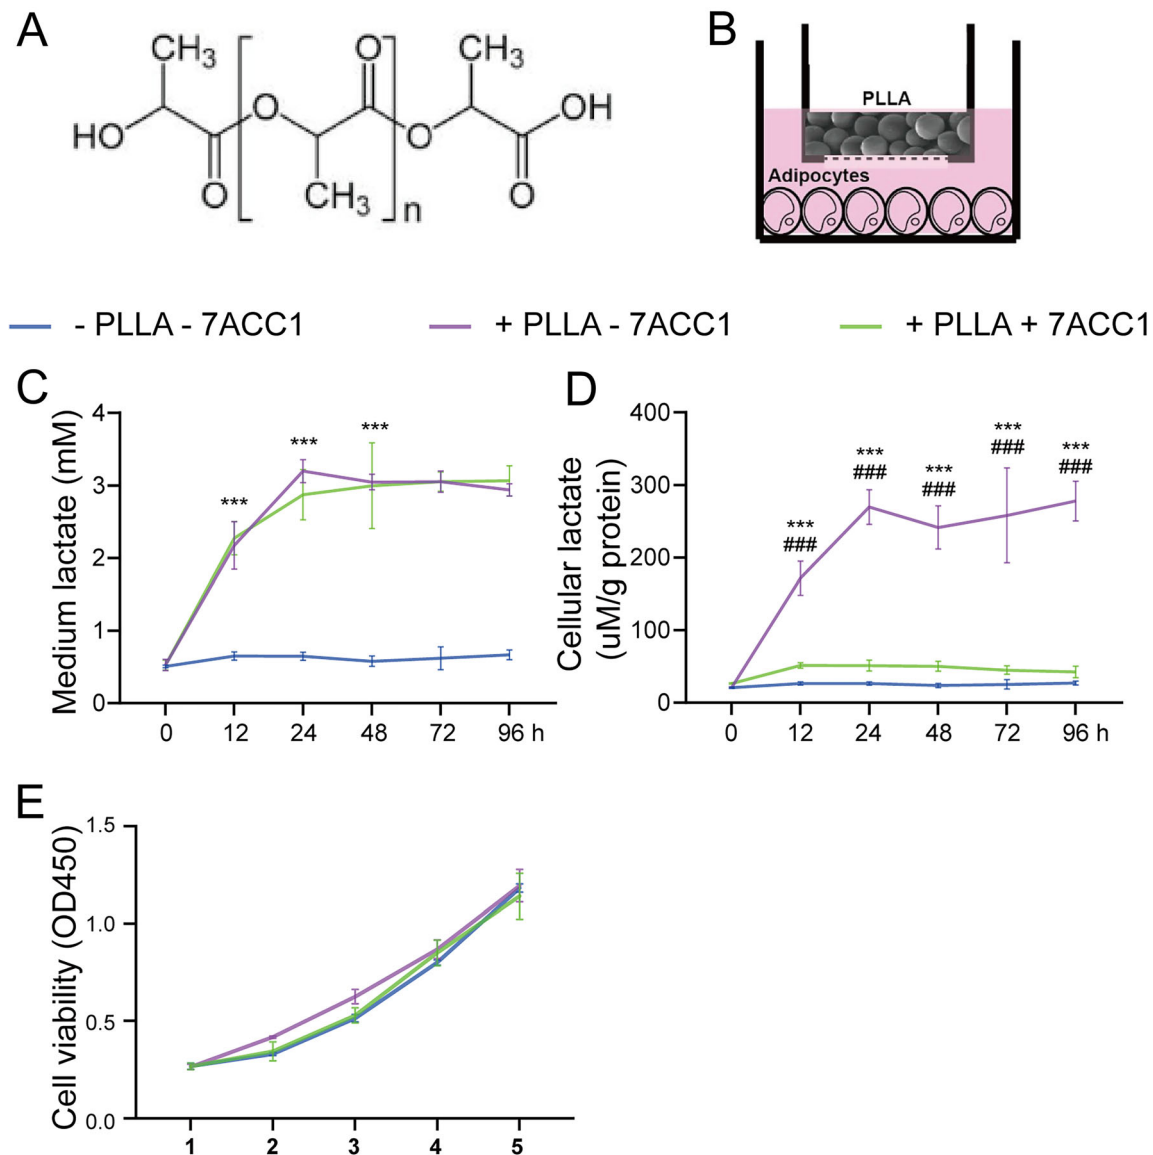 A
CH3
O
CH3
HO
O
O
OH
O
CH3
n
O
B
PLLA
Adipocytes
- PLLA - 7ACC1
+ PLLA - 7ACC1
+ PLLA + 7ACC1
C
Medium lactate (mM)
4
3
2
1
0
***
***
***
0 12 24 48 72 96 h
D
Cellular lactate
(uM/g protein)
400
300
200
100
0
***
###
***
###
***
###
***
###
***
###
0 12 24 48 72 96 h
E
Cell viability (OD450)
1.5
1.0
0.5
0.0
1 2 3 4 5